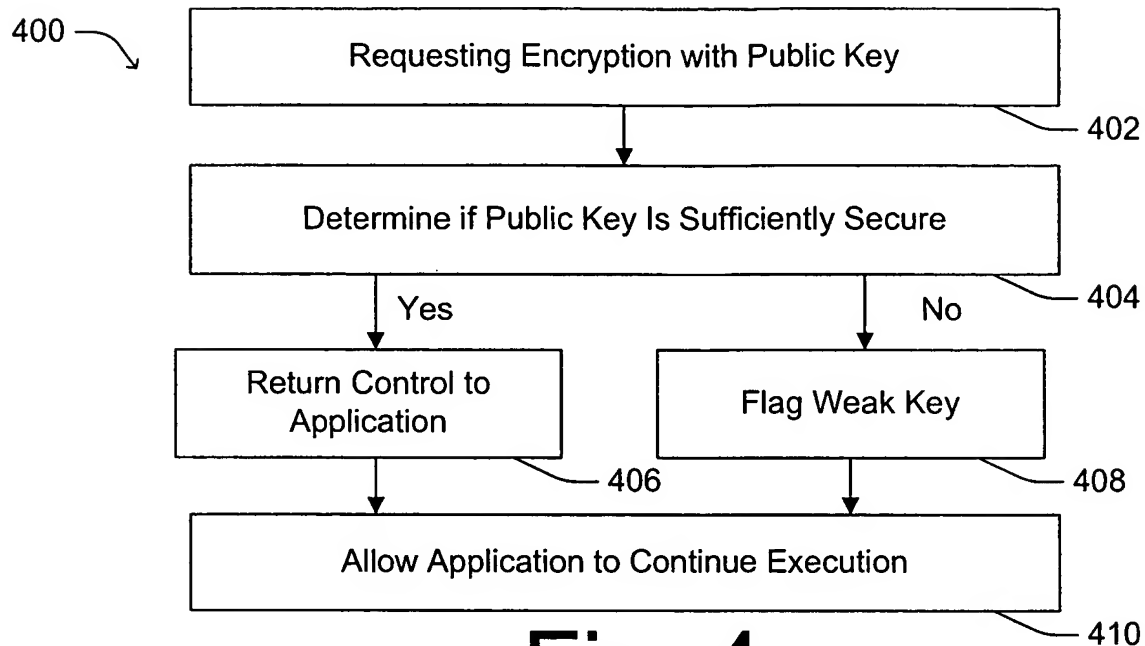 400
Requesting Encryption with Public Key
402
Determine if Public Key Is Sufficiently Secure
404
Yes
No
Return Control to
Application
406
Flag Weak Key
408
Allow Application to Continue Execution
410